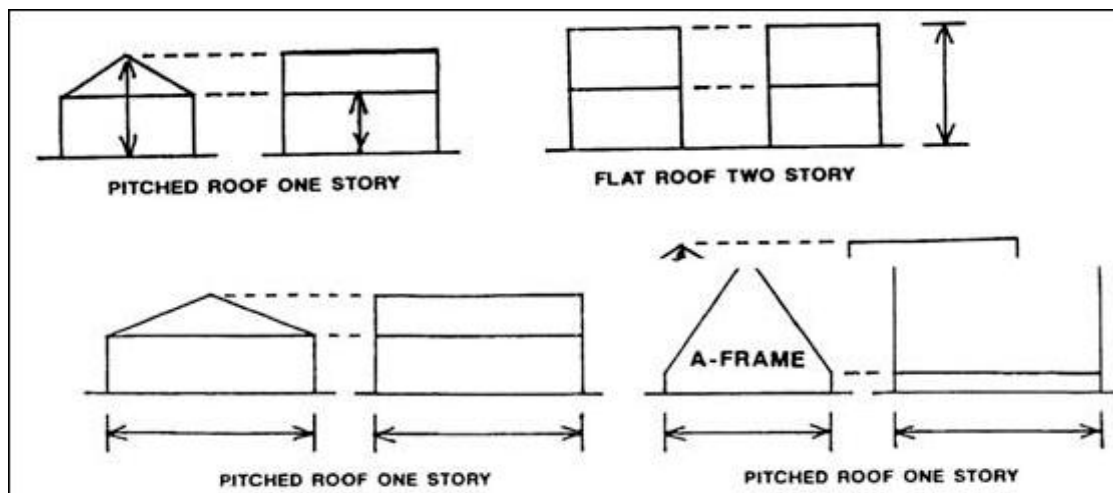 PITCHED ROOF ONE STORY
FLAT ROOF TWO STORY
A-FRAME
PITCHED ROOF ONE STORY
PITCHED ROOF ONE STORY